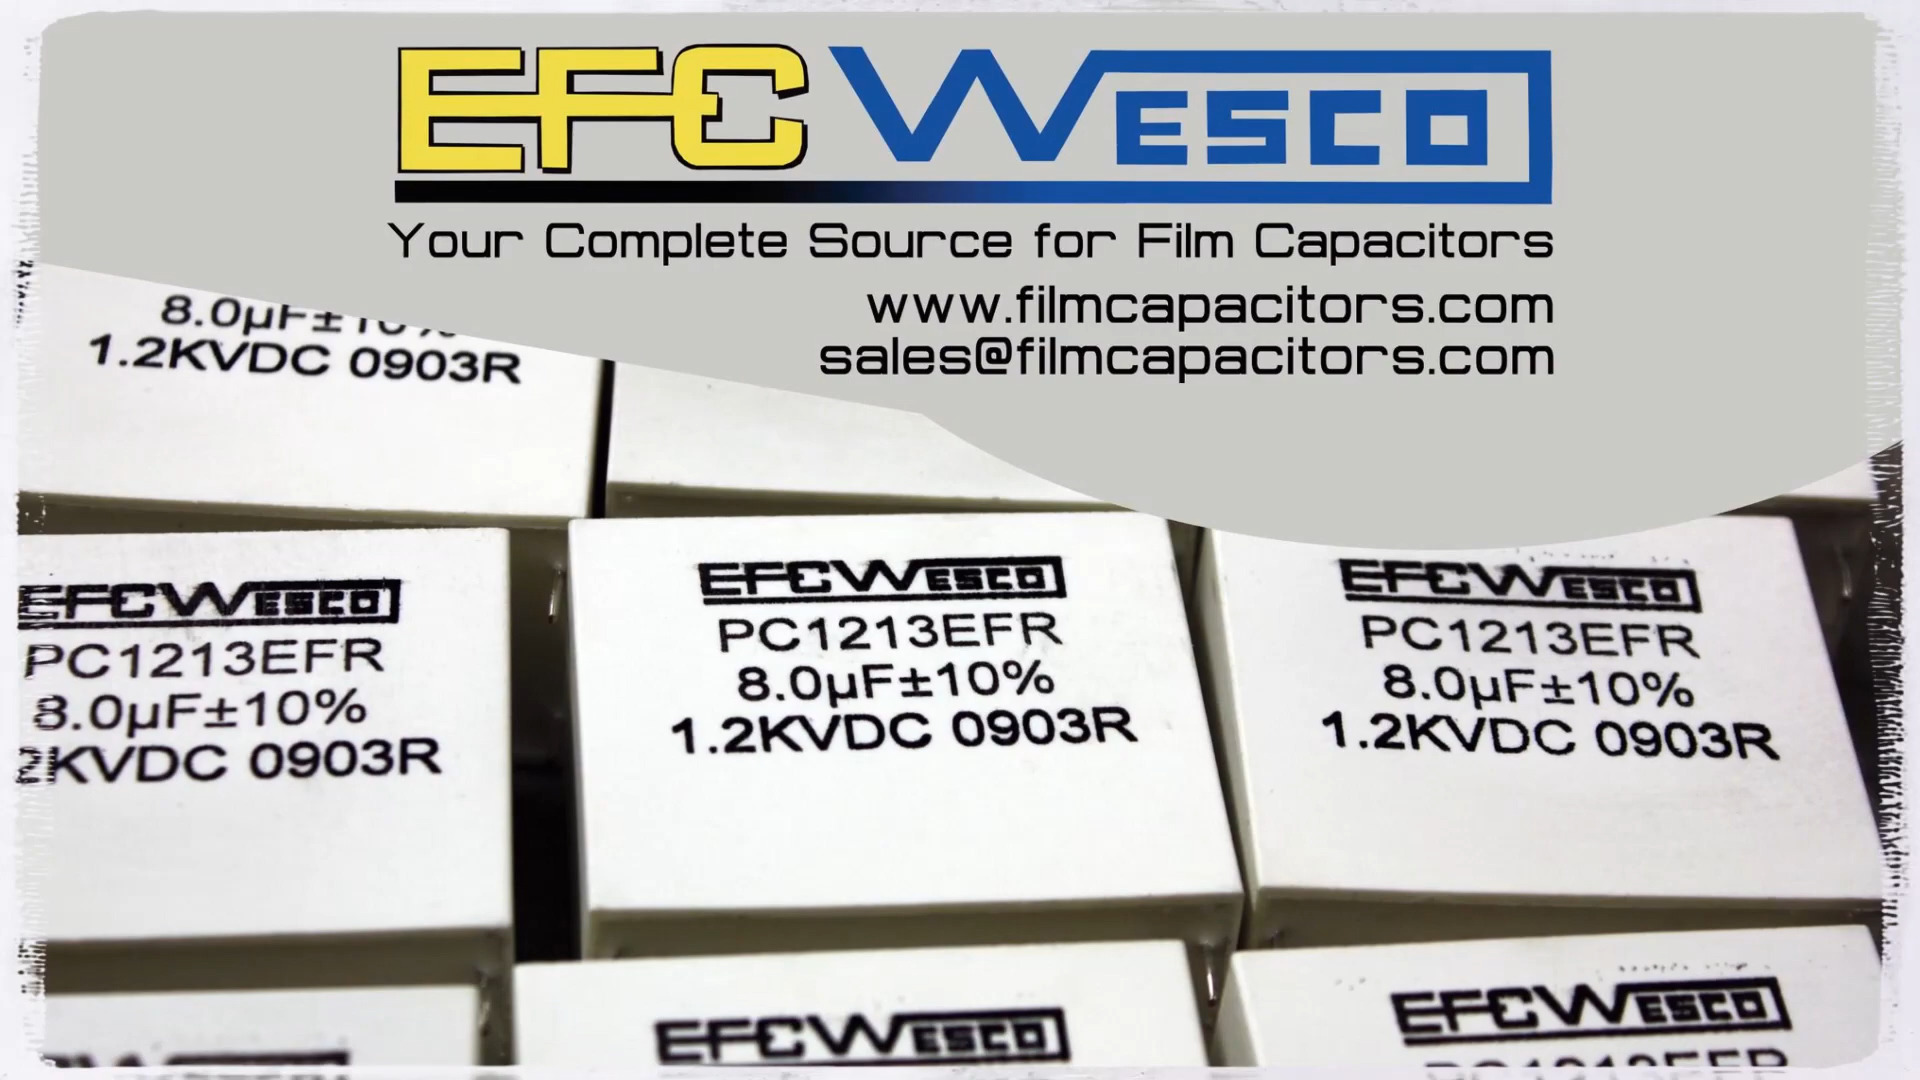 EFC WESCO
Your Complete Source for Film Capacitors
www.filmcapacitors.com
sales@filmcapacitors.com
8.0µF±10%
1.2KVDC 0903R
EFCWESCO
PC1213EFR
8.0µF±10%
KVDC 0903R
EFCWESCO
PC1213EFR
8.0µF±10%
1.2KVDC 0903R
EFCWESCO
PC1213EFR
8.0µF±10%
1.2KVDC 0903R
EFCWESCO
EFCWESCO
PC1213EFR